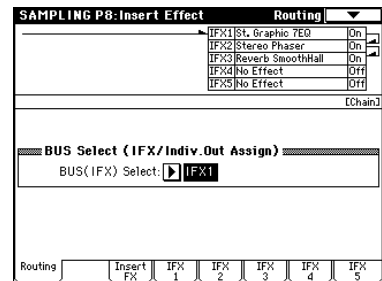 SAMPLING P8:Insert Effect Routing
IFX1 St. Graphic 7EQ On
IFX2 Stereo Phaser On
IFX3 Reverb SmoothHall On
IFX4 No Effect Off
IFX5 No Effect Off
[Chain]
BUS Select (IFX/Indiv.Out Assign)
BUS(IFX) Select: IFX1
Routing Insert FX IFX 1 IFX 2 IFX 3 IFX 4 IFX 5